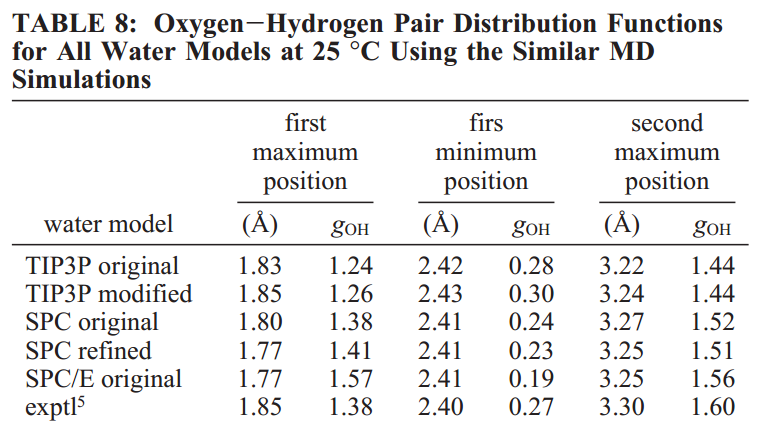 TABLE 8: Oxygen−Hydrogen Pair Distribution Functions
for All Water Models at 25 °C Using the Similar MD
Simulations
first firs second
maximum minimum maximum
position position position
water model (Å) gOH (Å) gOH (Å) gOH
TIP3P original 1.83 1.24 2.42 0.28 3.22 1.44
TIP3P modified 1.85 1.26 2.43 0.30 3.24 1.44
SPC original 1.80 1.38 2.41 0.24 3.27 1.52
SPC refined 1.77 1.41 2.41 0.23 3.25 1.51
SPC/E original 1.77 1.57 2.41 0.19 3.25 1.56
exptl⁵ 1.85 1.38 2.40 0.27 3.30 1.60